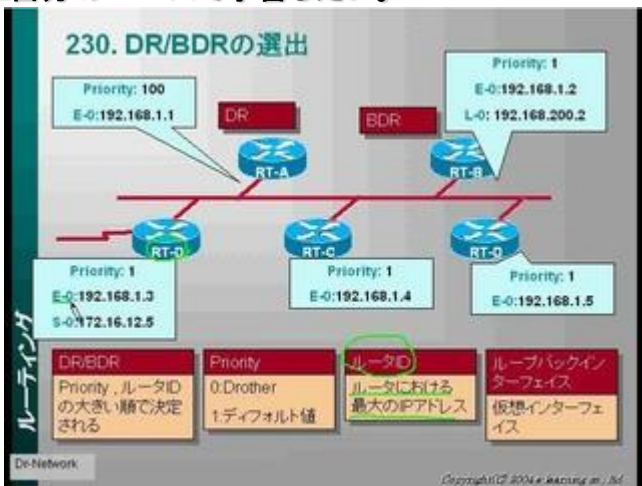 230. DR/BDRの選出
Priority: 100
E-0:192.168.1.1
DR
BDR
Priority: 1
E-0:192.168.1.2
L-0: 192.168.200.2
RT-A
RT-B
RT-D
RT-C
Priority: 1
E-0:192.168.1.3
S-0:172.16.12.5
Priority: 1
E-0:192.168.1.4
Priority: 1
E-0:192.168.1.5
ルーティング
DR/BDR
Priority , ルータID
の大きい順で決定
される
Priority
0:Drother
1:ディフォルト値
ルータID
ルータにおける
最大のIPアドレス
ループバックイン
ターフェイス
仮想インターフェ
イス
Dr-Network